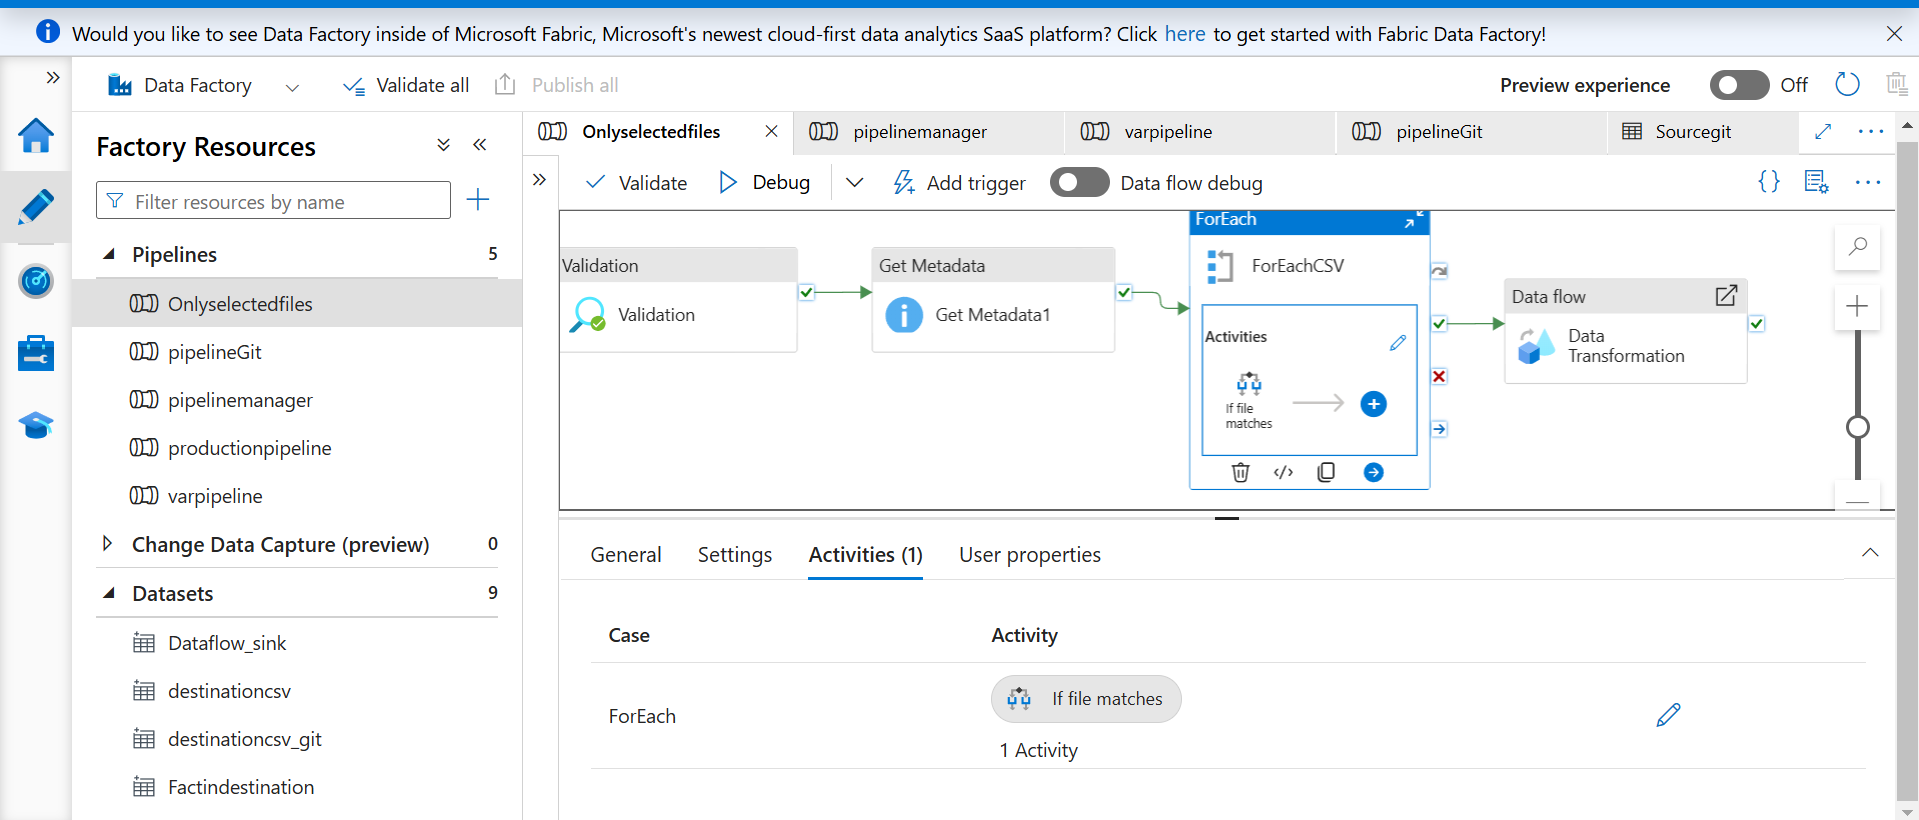 Would you like to see Data Factory inside of Microsoft Fabric, Microsoft's newest cloud-first data analytics SaaS platform? Click here to get started with Fabric Data Factory!
Data Factory
Validate all
Publish all
Preview experience
Off
Factory Resources
Filter resources by name
Pipelines
5
Onlyselectedfiles
pipelineGit
pipelinemanager
productionpipeline
varpipeline
Change Data Capture (preview)
0
Datasets
9
Dataflow_sink
destinationcsv
destinationcsv_git
Factindestination
Onlyselectedfiles
pipelinemanager
varpipeline
pipelineGit
Sourcegit
Validate
Debug
Add trigger
Data flow debug
Validation
Validation
Get Metadata
Get Metadata1
ForEach
ForEachCSV
Activities
If file
matches
Data flow
Data
Transformation
General
Settings
Activities (1)
User properties
Case
Activity
ForEach
If file matches
1 Activity